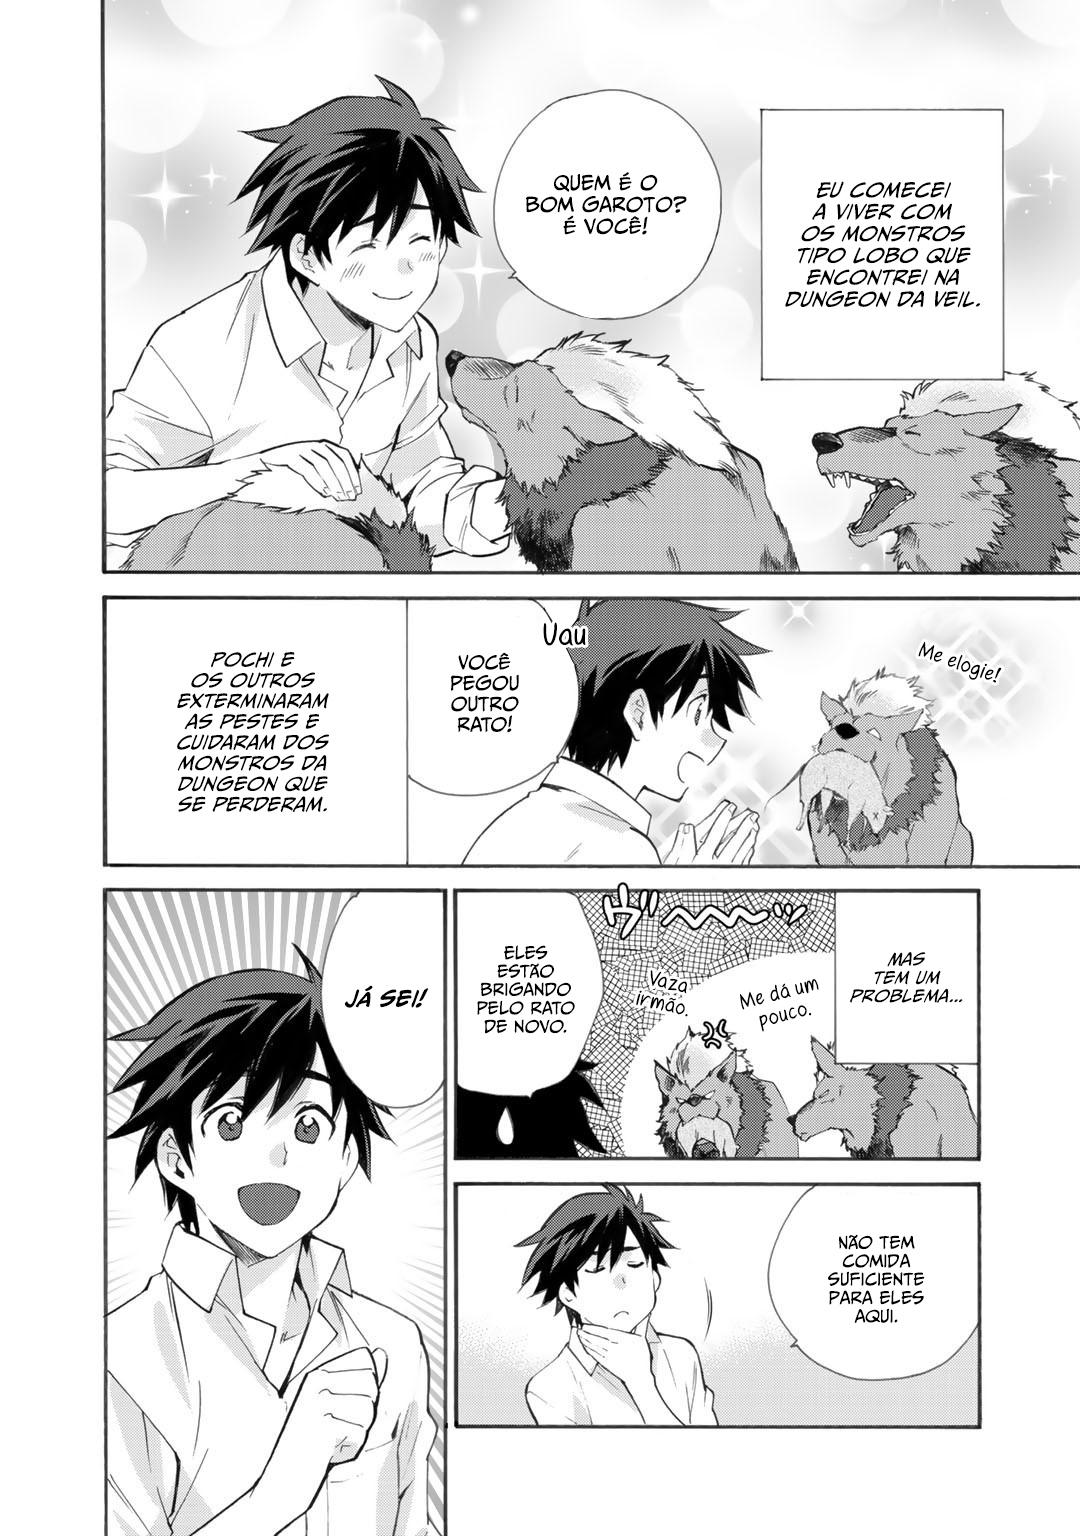 EU COMECEI
A VIVER COM
OS MONSTROS
TIPO LOBO QUE
ENCONTREI NA
DUNGEON DA VEIL.
QUEM É O
BOM GAROTO?
É VOCÊ!
Me elogie!
Uau
VOCÊ
PEGOU
OUTRO
RATO!
POCHI E
OS OUTROS
EXTERMINARAM
AS PESTES E
CUIDARAM DOS
MONSTROS DA
DUNGEON QUE
SE PERDERAM.
MAS
TEM UM
PROBLEMA...
ヴ〜〜ッ
Me dá um
pouco.
Vaza
irmão.
ELES
ESTÃO
BRIGANDO
PELO RATO
DE NOVO.
NÃO TEM
COMIDA
SUFICIENTE
PARA ELES
AQUI.
JÁ SEI!